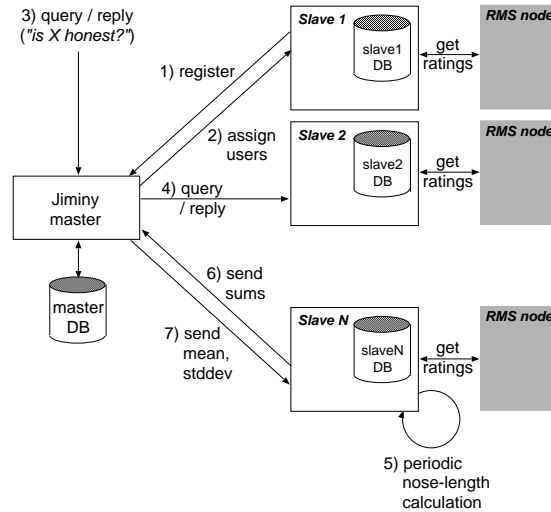 3) query / reply
("is X honest?")
Slave 1
RMS node
slave1
DB
get
ratings
1) register
2) assign
users
Slave 2
RMS node
slave2
DB
get
ratings
Jiminy
master
4) query
/ reply
master
DB
6) send
sums
7) send
mean,
stddev
Slave N
RMS node
slaveN
DB
get
ratings
5) periodic
nose-length
calculation